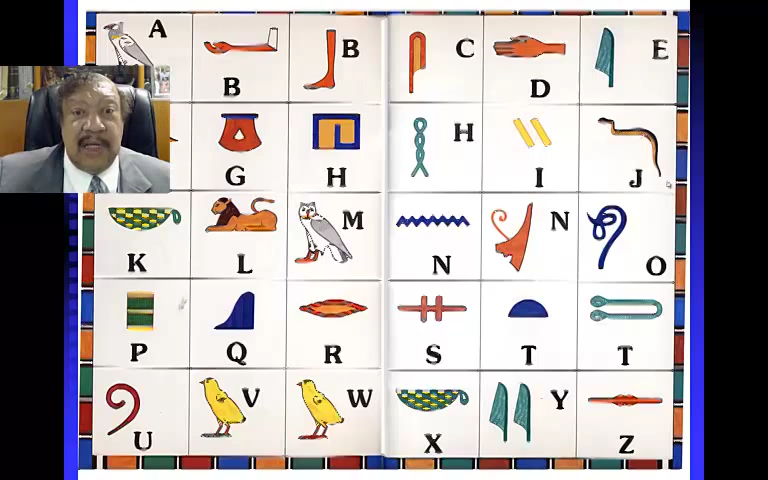 A B B C D E
G H H I J
K L M N N O
P Q R S T T
U V W X Y Z